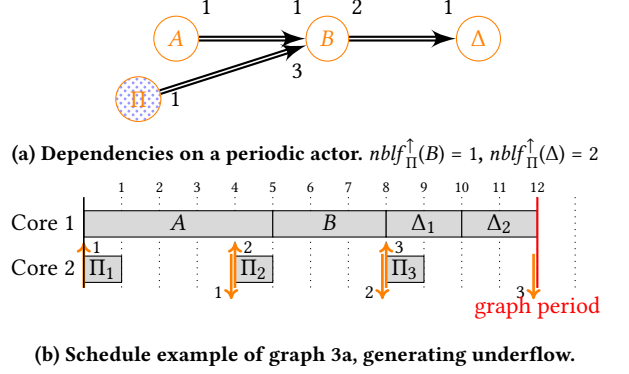 1 1 2 1
A B Δ
3
Π 1
(a) Dependencies on a periodic actor. nblf↑Π(B) = 1, nblf↑Π(Δ) = 2
1 2 3 4 5 6 7 8 9 10 11 12
Core 1 A B Δ1 Δ2
1 2 3
Core 2 Π1 Π2 Π3
1 2 3
graph period
(b) Schedule example of graph 3a, generating underflow.